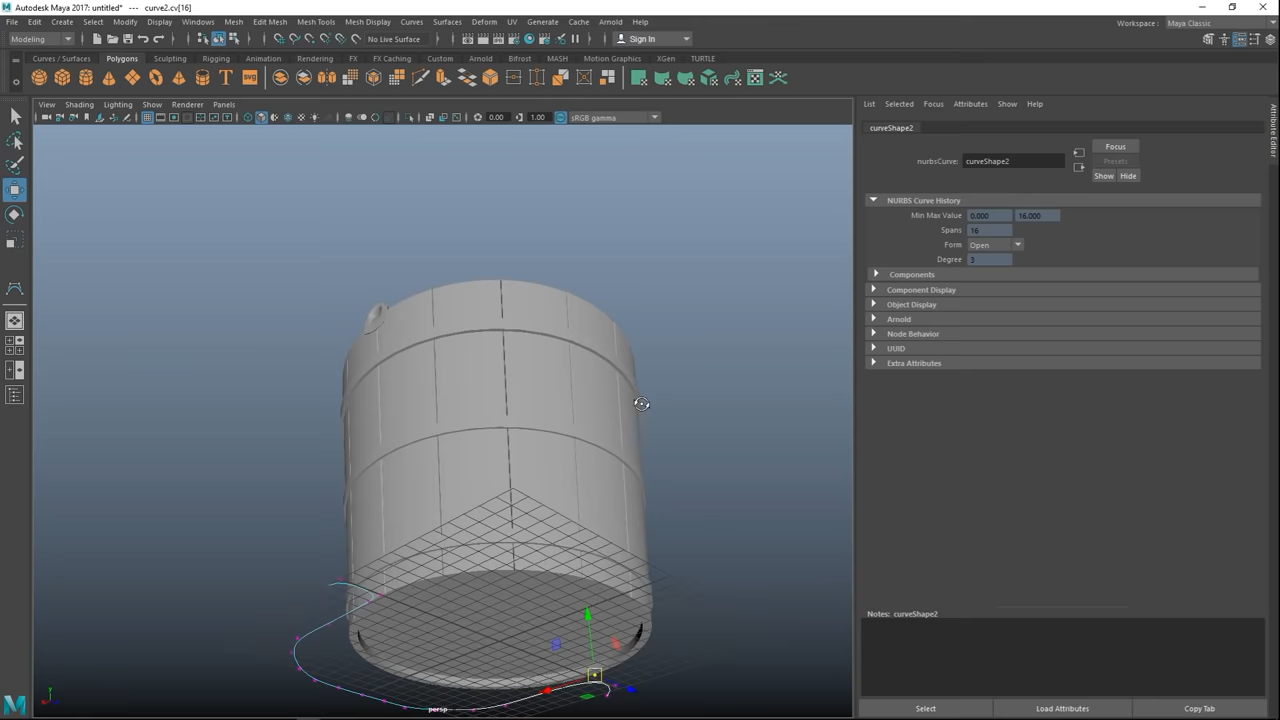 Autodesk Maya 2017: untitled* --- curve2.cv[16]
File Edit Create Select Modify Display Windows Mesh Edit Mesh Mesh Tools Mesh Display Curves Surfaces Deform UV Generate Cache Arnold Help
Workspace : Maya Classic
Modeling No Live Surface Sign In
Curves / Surfaces Polygons Sculpting Rigging Animation Rendering FX FX Caching Custom Arnold Bifrost MASH Motion Graphics XGen TURTLE
View Shading Lighting Show Renderer Panels
0.00 1.00 sRGB gamma
persp
List Selected Focus Attributes Show Help
curveShape2
nurbsCurve: curveShape2
Focus
Presets
Show Hide
NURBS Curve History
Min Max Value 0.000 16.000
Spans 16
Form Open
Degree 3
Components
Component Display
Object Display
Arnold
Node Behavior
UUID
Extra Attributes
Notes: curveShape2
Select Load Attributes Copy Tab
Attribute Editor